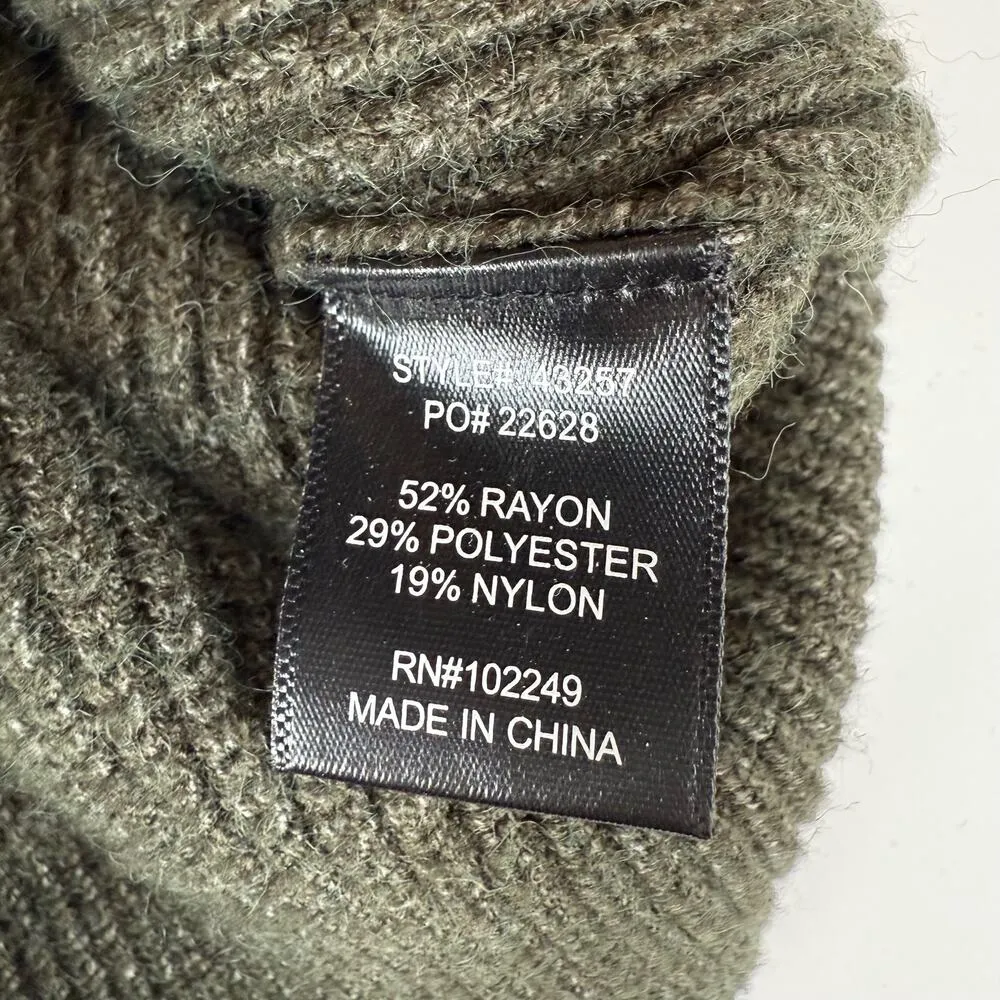 STYLE# 43257
PO# 22628
52% RAYON
29% POLYESTER
19% NYLON
RN#102249
MADE IN CHINA